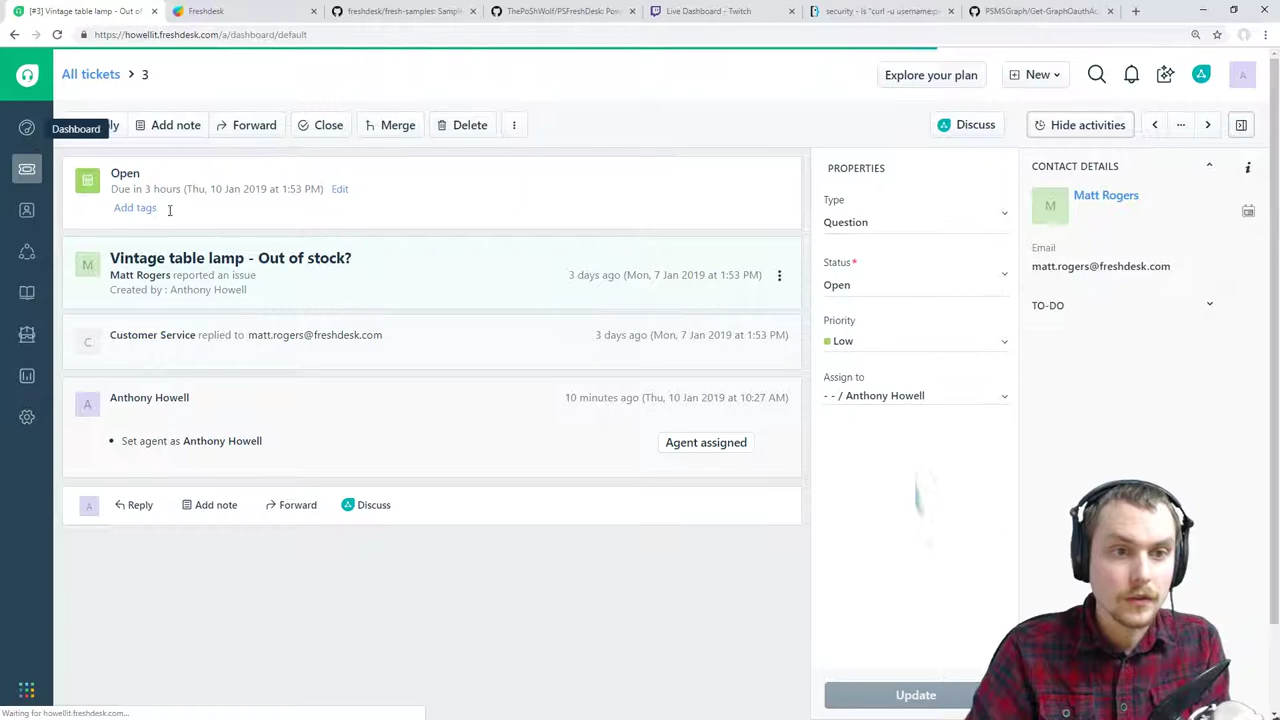 [#3] Vintage table lamp - Out of
Freshdesk
freshdesk/fresh-samples: Sampl
ThePoShWolf/PSFreshDesk: Pow
Live Dashboard - Twitch
security - Is "curl -u username:p
PSMSGraph/Get-GraphOauthAu
https://howellit.freshdesk.com/a/dashboard/default
All tickets > 3
Explore your plan
New
A
Dashboard
ly
Add note
Forward
Close
Merge
Delete
Discuss
Hide activities
Open
Due in 3 hours (Thu, 10 Jan 2019 at 1:53 PM) Edit
Add tags
M
Vintage table lamp - Out of stock?
Matt Rogers reported an issue
3 days ago (Mon, 7 Jan 2019 at 1:53 PM)
Created by : Anthony Howell
C
Customer Service replied to matt.rogers@freshdesk.com
3 days ago (Mon, 7 Jan 2019 at 1:53 PM)
A
Anthony Howell
10 minutes ago (Thu, 10 Jan 2019 at 10:27 AM)
• Set agent as Anthony Howell
Agent assigned
A
Reply
Add note
Forward
Discuss
PROPERTIES
Type
Question
Status*
Open
Priority
Low
Assign to
- - / Anthony Howell
Update
CONTACT DETAILS
M
Matt Rogers
Email
matt.rogers@freshdesk.com
TO-DO
Waiting for howellit.freshdesk.com...